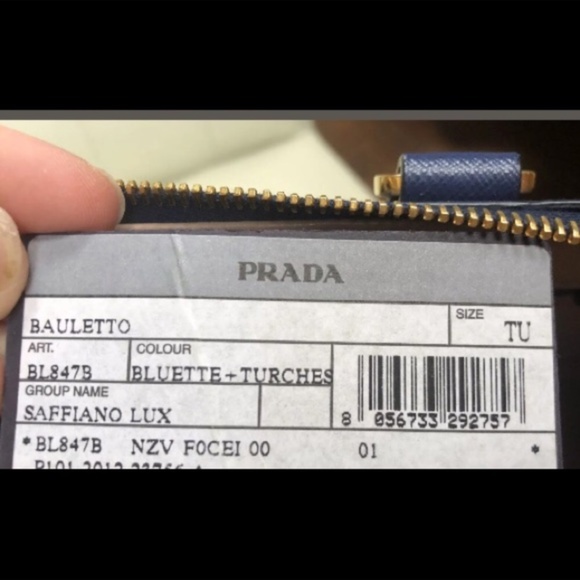 PRADA
BAULETTO
SIZE TU
ART. COLOUR
BL847B BLUETTE+TURCHES
GROUP NAME
SAFFIANO LUX
8 056733 292757
*BL847B NZV F0CEI 00 01 *